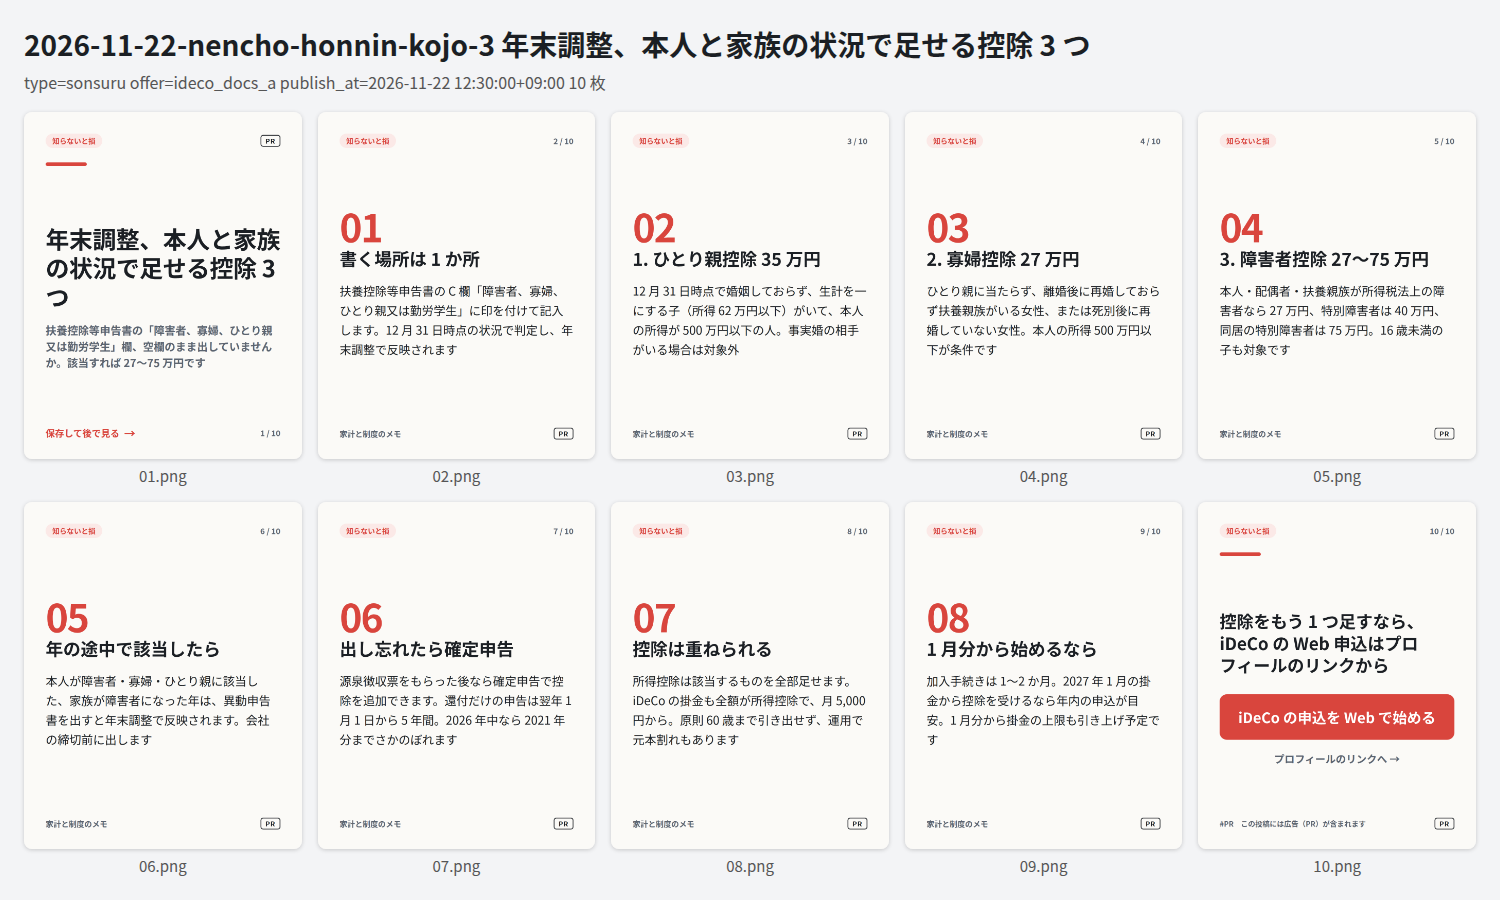 2026-11-22-nencho-honnin-kojo-3 年末調整、本人と家族の状況で足せる控除 3 つ
type=sonsuru offer=ideco_docs_a publish_at=2026-11-22 12:30:00+09:00 10 枚
知らないと損
PR
年末調整、本人と家族
の状況で足せる控除 3
つ
扶養控除等申告書の「障害者、寡婦、ひとり親
又は勤労学生」欄、空欄のまま出していません
か。該当すれば 27〜75 万円です
保存して後で見る →
1 / 10
01.png
知らないと損
2 / 10
01
書く場所は 1 か所
扶養控除等申告書の C 欄「障害者、寡婦、
ひとり親又は勤労学生」に印を付けて記入
します。12 月 31 日時点の状況で判定し、年
末調整で反映されます
家計と制度のメモ
PR
02.png
知らないと損
3 / 10
02
1. ひとり親控除 35 万円
12 月 31 日時点で婚姻しておらず、生計を一
にする子（所得 62 万円以下）がいて、本人
の所得が 500 万円以下の人。事実婚の相手
がいる場合は対象外
家計と制度のメモ
PR
03.png
知らないと損
4 / 10
03
2. 寡婦控除 27 万円
ひとり親に当たらず、離婚後に再婚しておら
ず扶養親族がいる女性、または死別後に再
婚していない女性。本人の所得 500 万円以
下が条件です
家計と制度のメモ
PR
04.png
知らないと損
5 / 10
04
3. 障害者控除 27〜75 万円
本人・配偶者・扶養親族が所得税法上の障
害者なら 27 万円、特別障害者は 40 万円、
同居の特別障害者は 75 万円。16 歳未満の
子も対象です
家計と制度のメモ
PR
05.png
知らないと損
6 / 10
05
年の途中で該当したら
本人が障害者・寡婦・ひとり親に該当し
た、家族が障害者になった年は、異動申告
書を出すと年末調整で反映されます。会社
の締切前に出します
家計と制度のメモ
PR
06.png
知らないと損
7 / 10
06
出し忘れたら確定申告
源泉徴収票をもらった後なら確定申告で控
除を追加できます。還付だけの申告は翌年 1
月 1 日から 5 年間。2026 年中なら 2021 年
分までさかのぼれます
家計と制度のメモ
PR
07.png
知らないと損
8 / 10
07
控除は重ねられる
所得控除は該当するものを全部足せます。
iDeCo の掛金も全額が所得控除で、月 5,000
円から。原則 60 歳まで引き出せず、運用で
元本割れもあります
家計と制度のメモ
PR
08.png
知らないと損
9 / 10
08
1 月分から始めるなら
加入手続きは 1〜2 か月。2027 年 1 月の掛
金から控除を受けるなら年内の申込が目
安。1 月分から掛金の上限も引き上げ予定で
す
家計と制度のメモ
PR
09.png
知らないと損
10 / 10
控除をもう 1 つ足すなら、
iDeCo の Web 申込はプロ
フィールのリンクから
iDeCo の申込を Web で始める
プロフィールのリンクへ →
#PR この投稿には広告（PR）が含まれます
PR
10.png